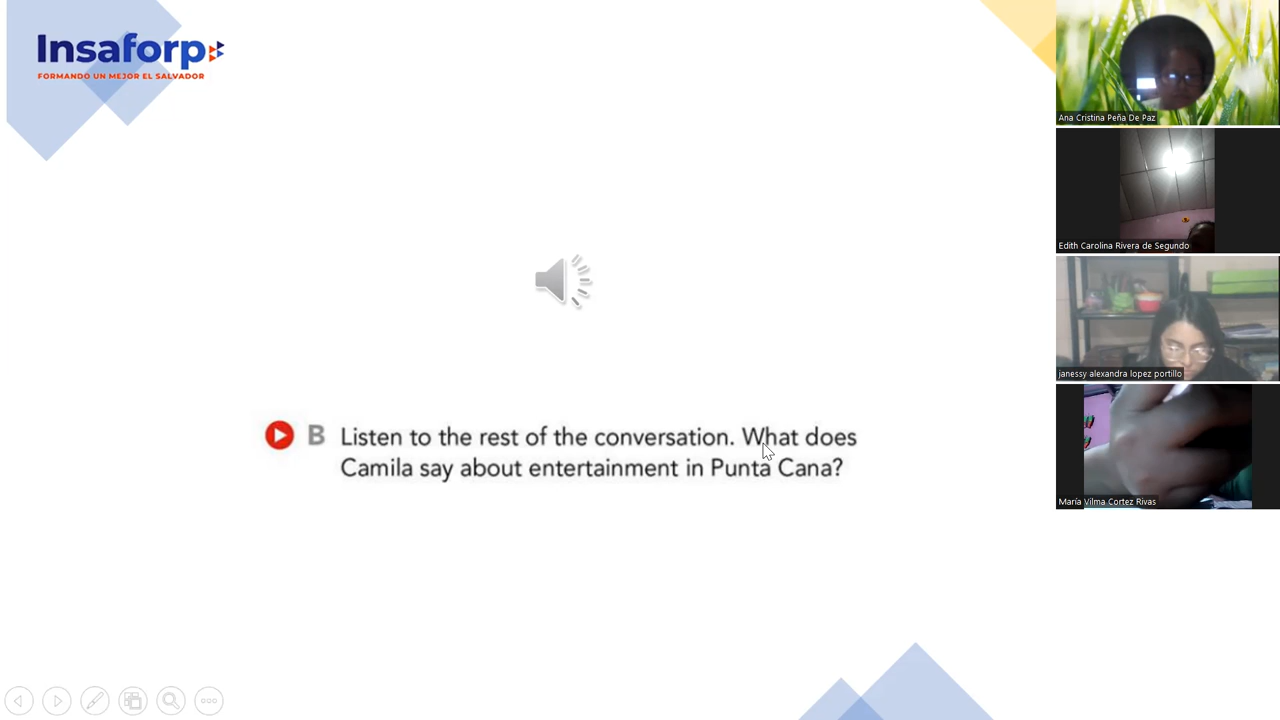 Insaforp
FORMANDO UN MEJOR EL SALVADOR
B Listen to the rest of the conversation. What does
Camila say about entertainment in Punta Cana?
Ana Cristina Peña De Paz
Edith Carolina Rivera de Segundo
janessy alexandra lopez portillo
María Vilma Cortez Rivas